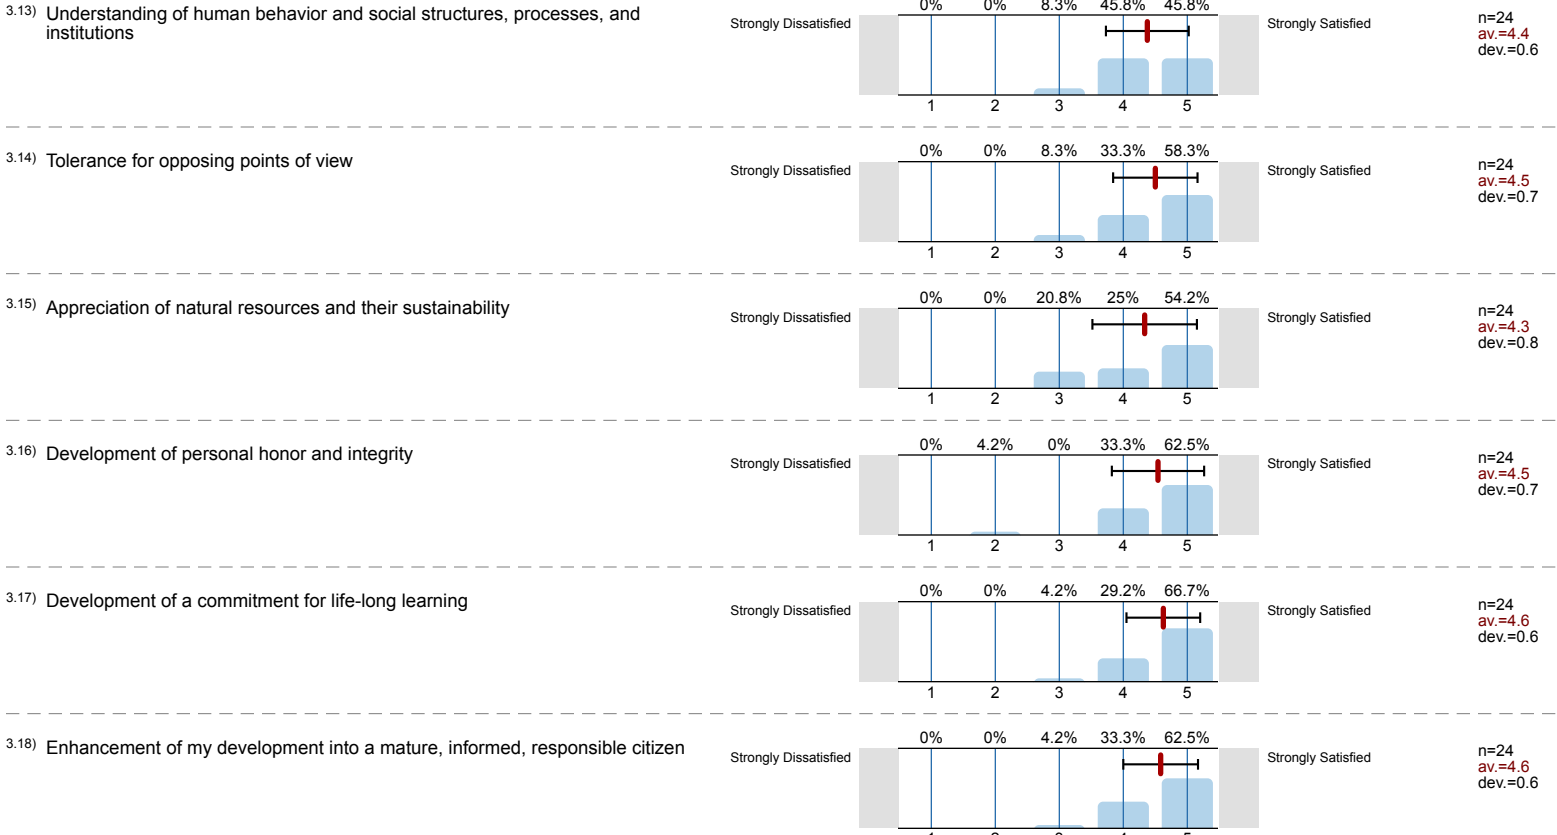 0% 0% 8.3% 45.8% 45.8%
3.13) Understanding of human behavior and social structures, processes, and
institutions
Strongly Dissatisfied Strongly Satisfied
n=24
av.=4.4
dev.=0.6
1 2 3 4 5
3.14) Tolerance for opposing points of view
0% 0% 8.3% 33.3% 58.3%
Strongly Dissatisfied Strongly Satisfied
n=24
av.=4.5
dev.=0.7
1 2 3 4 5
3.15) Appreciation of natural resources and their sustainability
0% 0% 20.8% 25% 54.2%
Strongly Dissatisfied Strongly Satisfied
n=24
av.=4.3
dev.=0.8
1 2 3 4 5
3.16) Development of personal honor and integrity
0% 4.2% 0% 33.3% 62.5%
Strongly Dissatisfied Strongly Satisfied
n=24
av.=4.5
dev.=0.7
1 2 3 4 5
3.17) Development of a commitment for life-long learning
0% 0% 4.2% 29.2% 66.7%
Strongly Dissatisfied Strongly Satisfied
n=24
av.=4.6
dev.=0.6
1 2 3 4 5
3.18) Enhancement of my development into a mature, informed, responsible citizen
0% 0% 4.2% 33.3% 62.5%
Strongly Dissatisfied Strongly Satisfied
n=24
av.=4.6
dev.=0.6